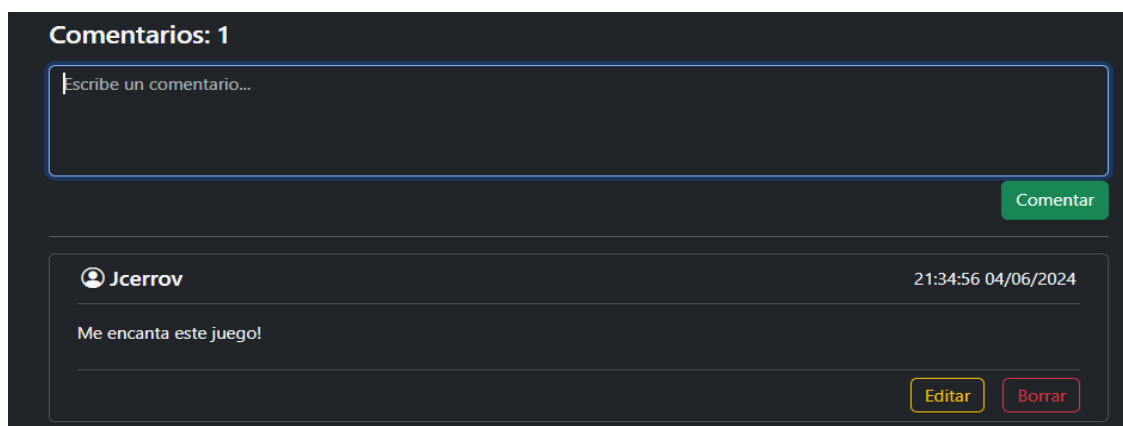 Comentarios: 1
Escribe un comentario...
Comentar
Jcerrov
21:34:56 04/06/2024
Me encanta este juego!
Editar
Borrar